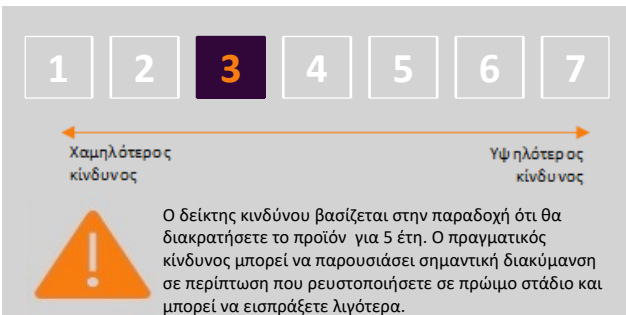 1 2 3 4 5 6 7
Χαμηλότερος κίνδυνος
Υψηλότερος κίνδυνος
Ο δείκτης κινδύνου βασίζεται στην παραδοχή ότι θα
διακρατήσετε το προϊόν για 5 έτη. Ο πραγματικός
κίνδυνος μπορεί να παρουσιάσει σημαντική διακύμανση
σε περίπτωση που ρευστοποιήσετε σε πρώιμο στάδιο και
μπορεί να εισπράξετε λιγότερα.